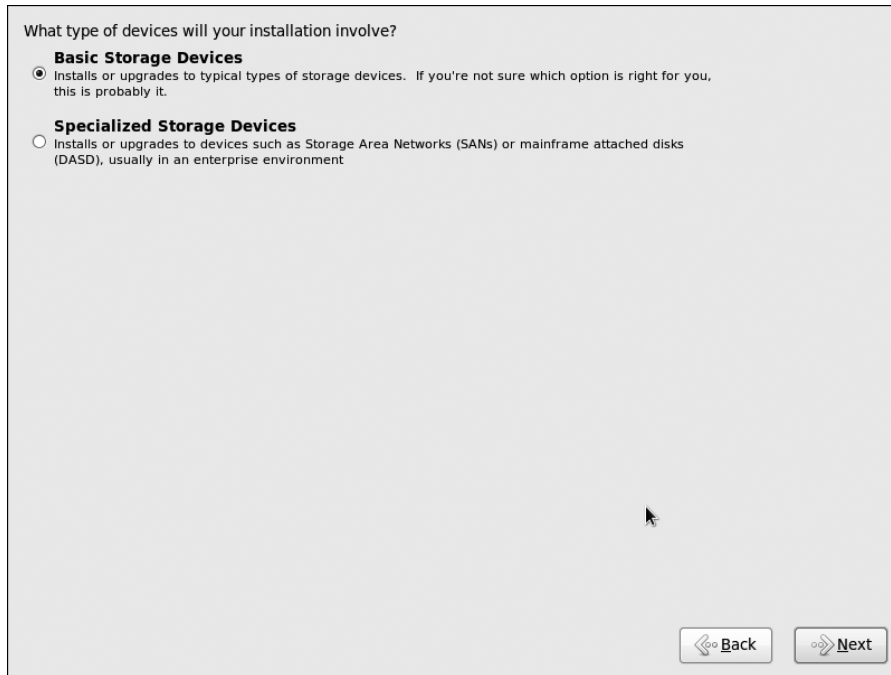 What type of devices will your installation involve?
Basic Storage Devices
Installs or upgrades to typical types of storage devices.  If you're not sure which option is right for you,
this is probably it.
Specialized Storage Devices
Installs or upgrades to devices such as Storage Area Networks (SANs) or mainframe attached disks
(DASD), usually in an enterprise environment
Back
Next